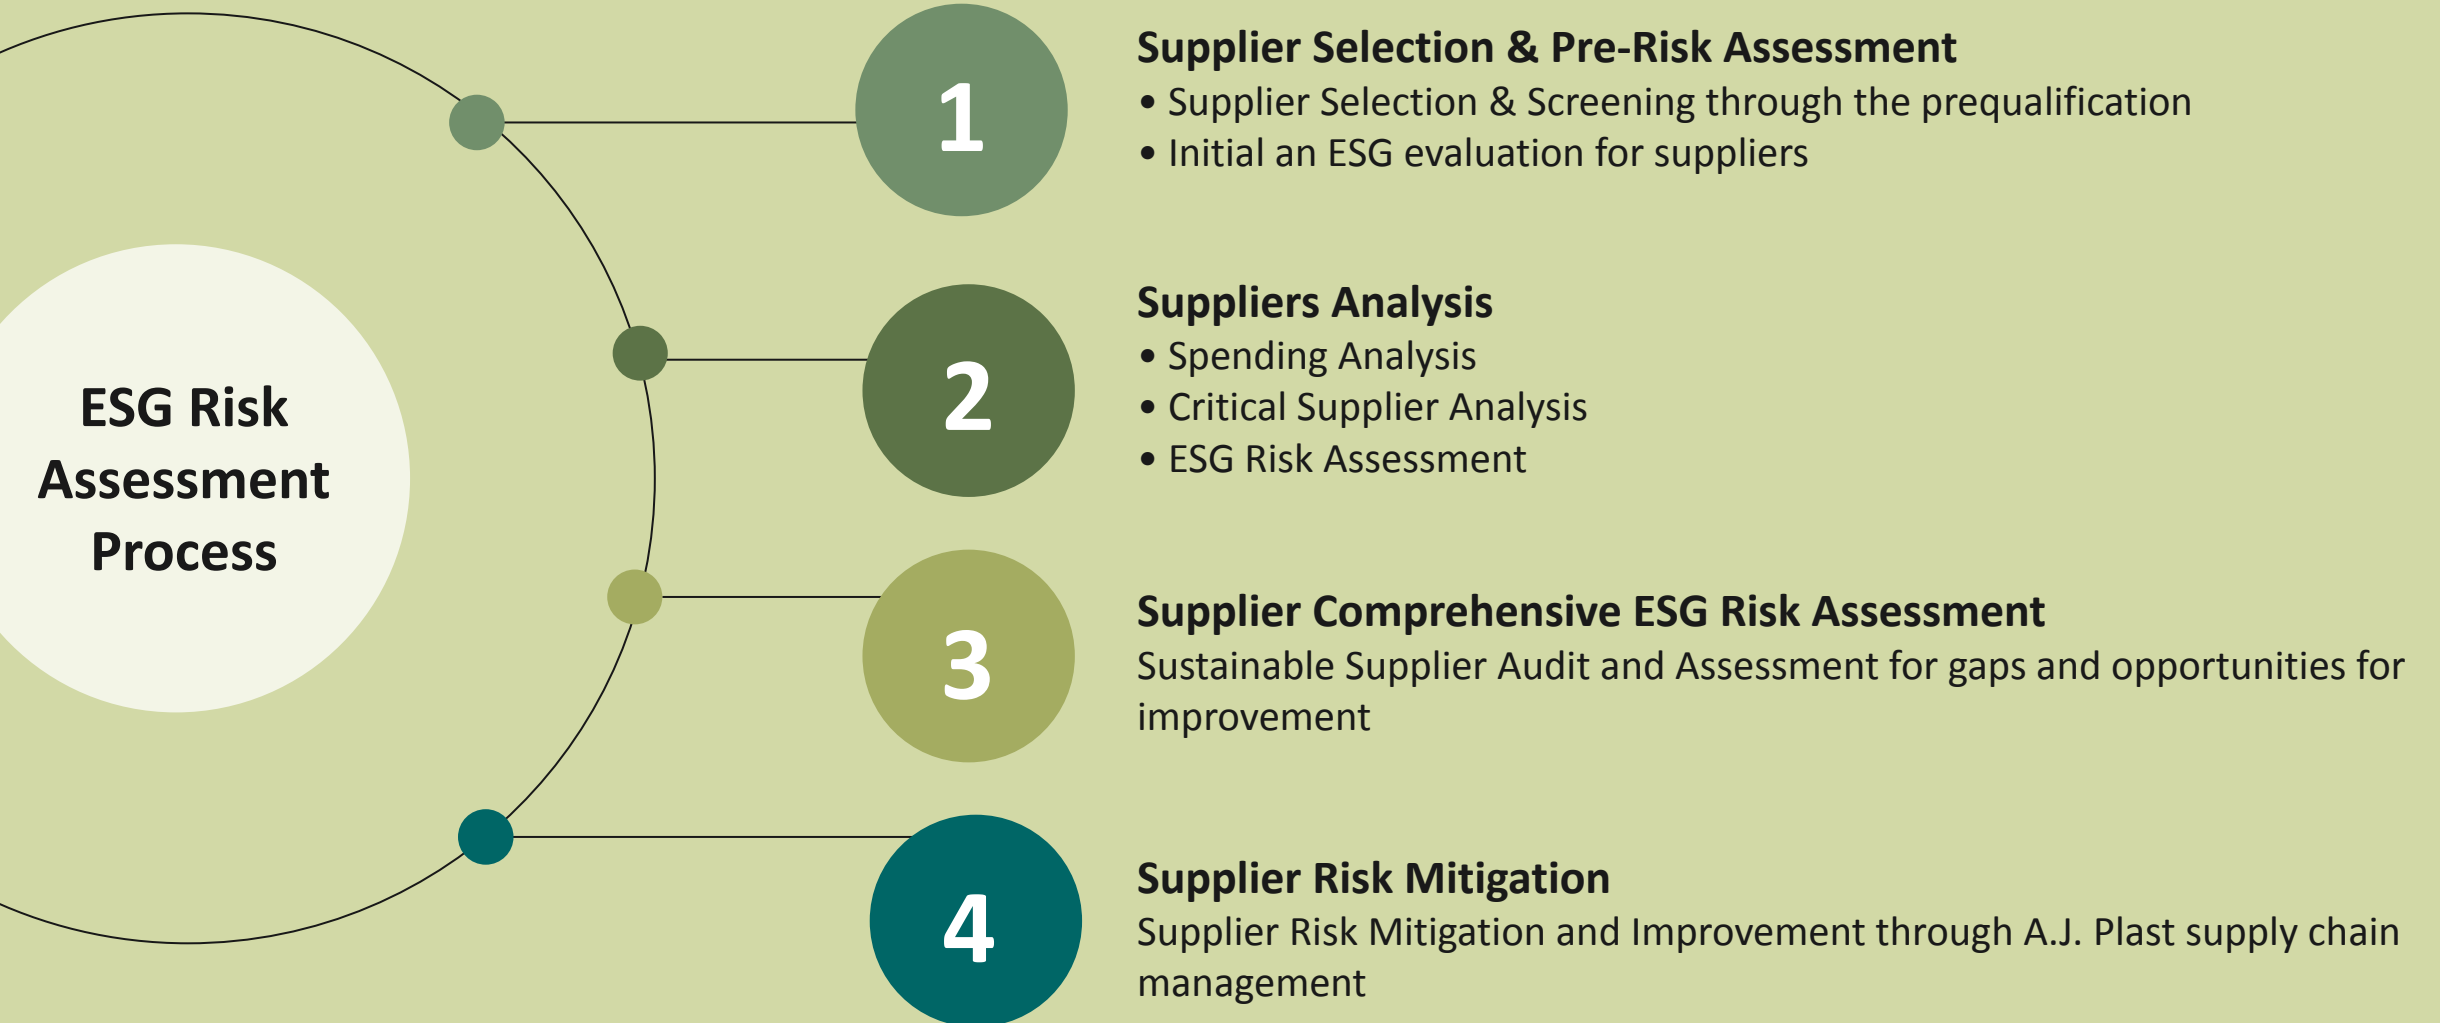 ESG Risk
Assessment
Process
1
Supplier Selection & Pre-Risk Assessment
• Supplier Selection & Screening through the prequalification
• Initial an ESG evaluation for suppliers
2
Suppliers Analysis
• Spending Analysis
• Critical Supplier Analysis
• ESG Risk Assessment
3
Supplier Comprehensive ESG Risk Assessment
Sustainable Supplier Audit and Assessment for gaps and opportunities for
improvement
4
Supplier Risk Mitigation
Supplier Risk Mitigation and Improvement through A.J. Plast supply chain
management